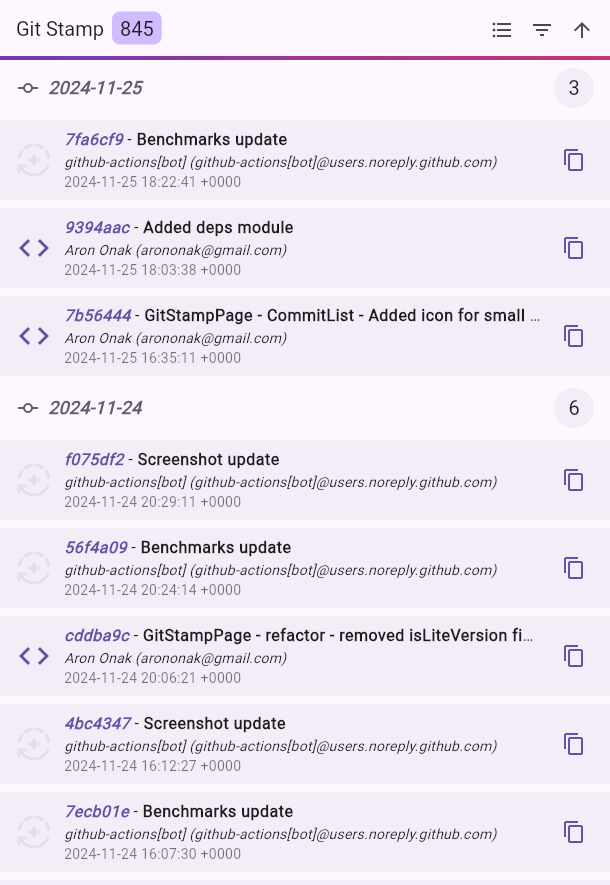 Git Stamp 845
2024-11-25 3
7fa6cf9 - Benchmarks update
github-actions[bot] (github-actions[bot]@users.noreply.github.com)
2024-11-25 18:22:41 +0000
9394aac - Added deps module
Aron Onak (arononak@gmail.com)
2024-11-25 18:03:38 +0000
7b56444 - GitStampPage - CommitList - Added icon for small ...
Aron Onak (arononak@gmail.com)
2024-11-25 16:35:11 +0000
2024-11-24 6
f075df2 - Screenshot update
github-actions[bot] (github-actions[bot]@users.noreply.github.com)
2024-11-24 20:29:11 +0000
56f4a09 - Benchmarks update
github-actions[bot] (github-actions[bot]@users.noreply.github.com)
2024-11-24 20:24:14 +0000
cddba9c - GitStampPage - refactor - removed isLiteVersion fi...
Aron Onak (arononak@gmail.com)
2024-11-24 20:06:21 +0000
4bc4347 - Screenshot update
github-actions[bot] (github-actions[bot]@users.noreply.github.com)
2024-11-24 16:12:27 +0000
7ecb01e - Benchmarks update
github-actions[bot] (github-actions[bot]@users.noreply.github.com)
2024-11-24 16:07:30 +0000